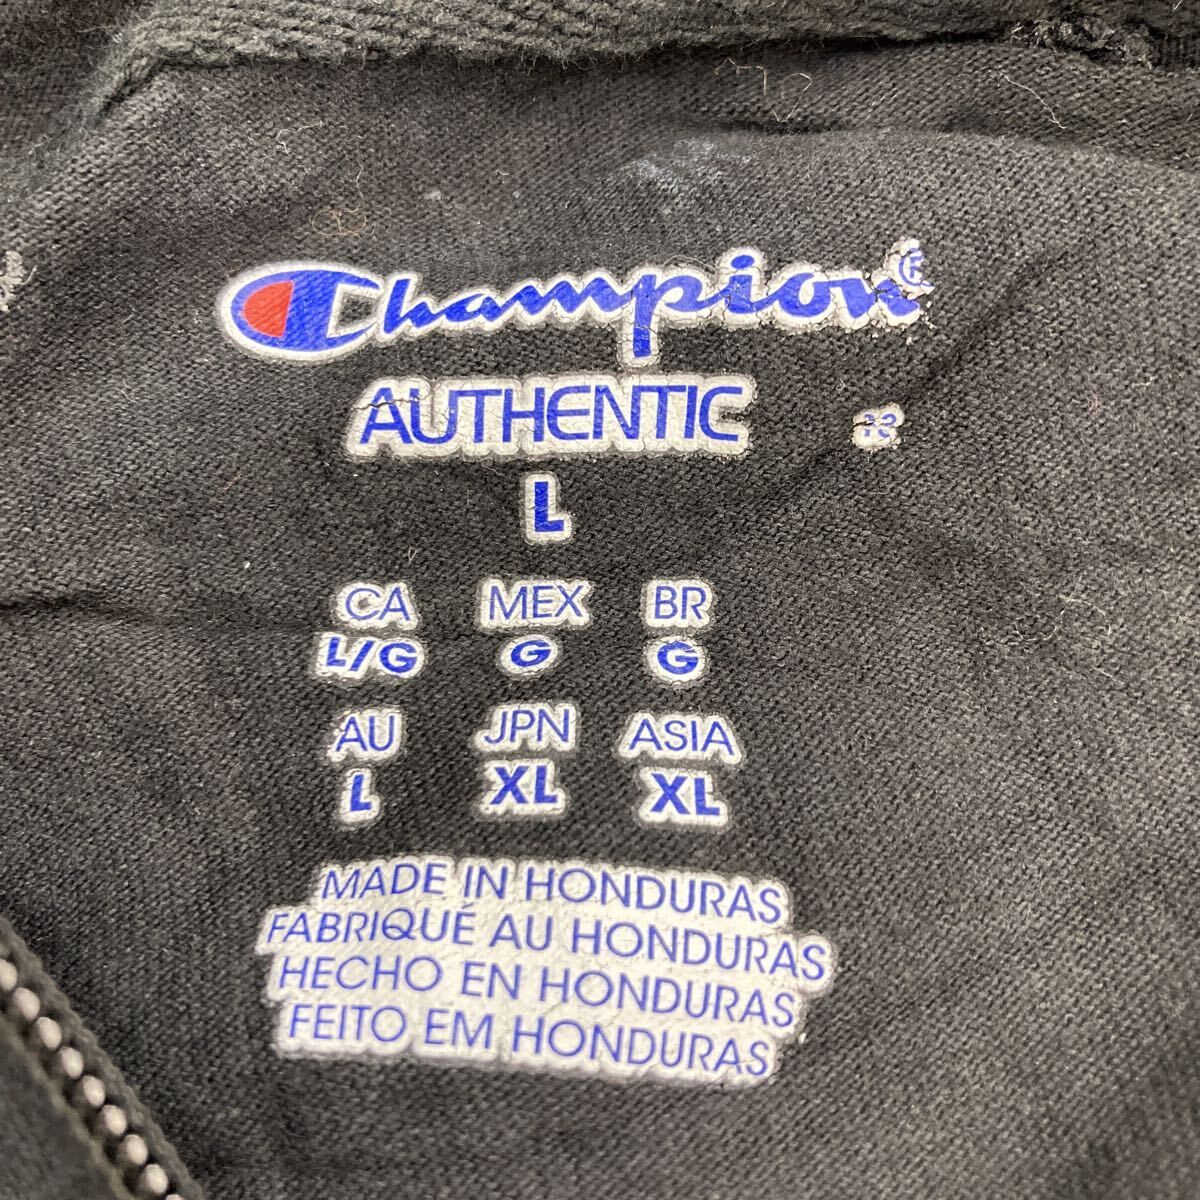 Champion®
AUTHENTIC
L
CA MEX BR
L/G G G
AU JPN ASIA
L XL XL
MADE IN HONDURAS
FABRIQUÉ AU HONDURAS
HECHO EN HONDURAS
FEITO EM HONDURAS